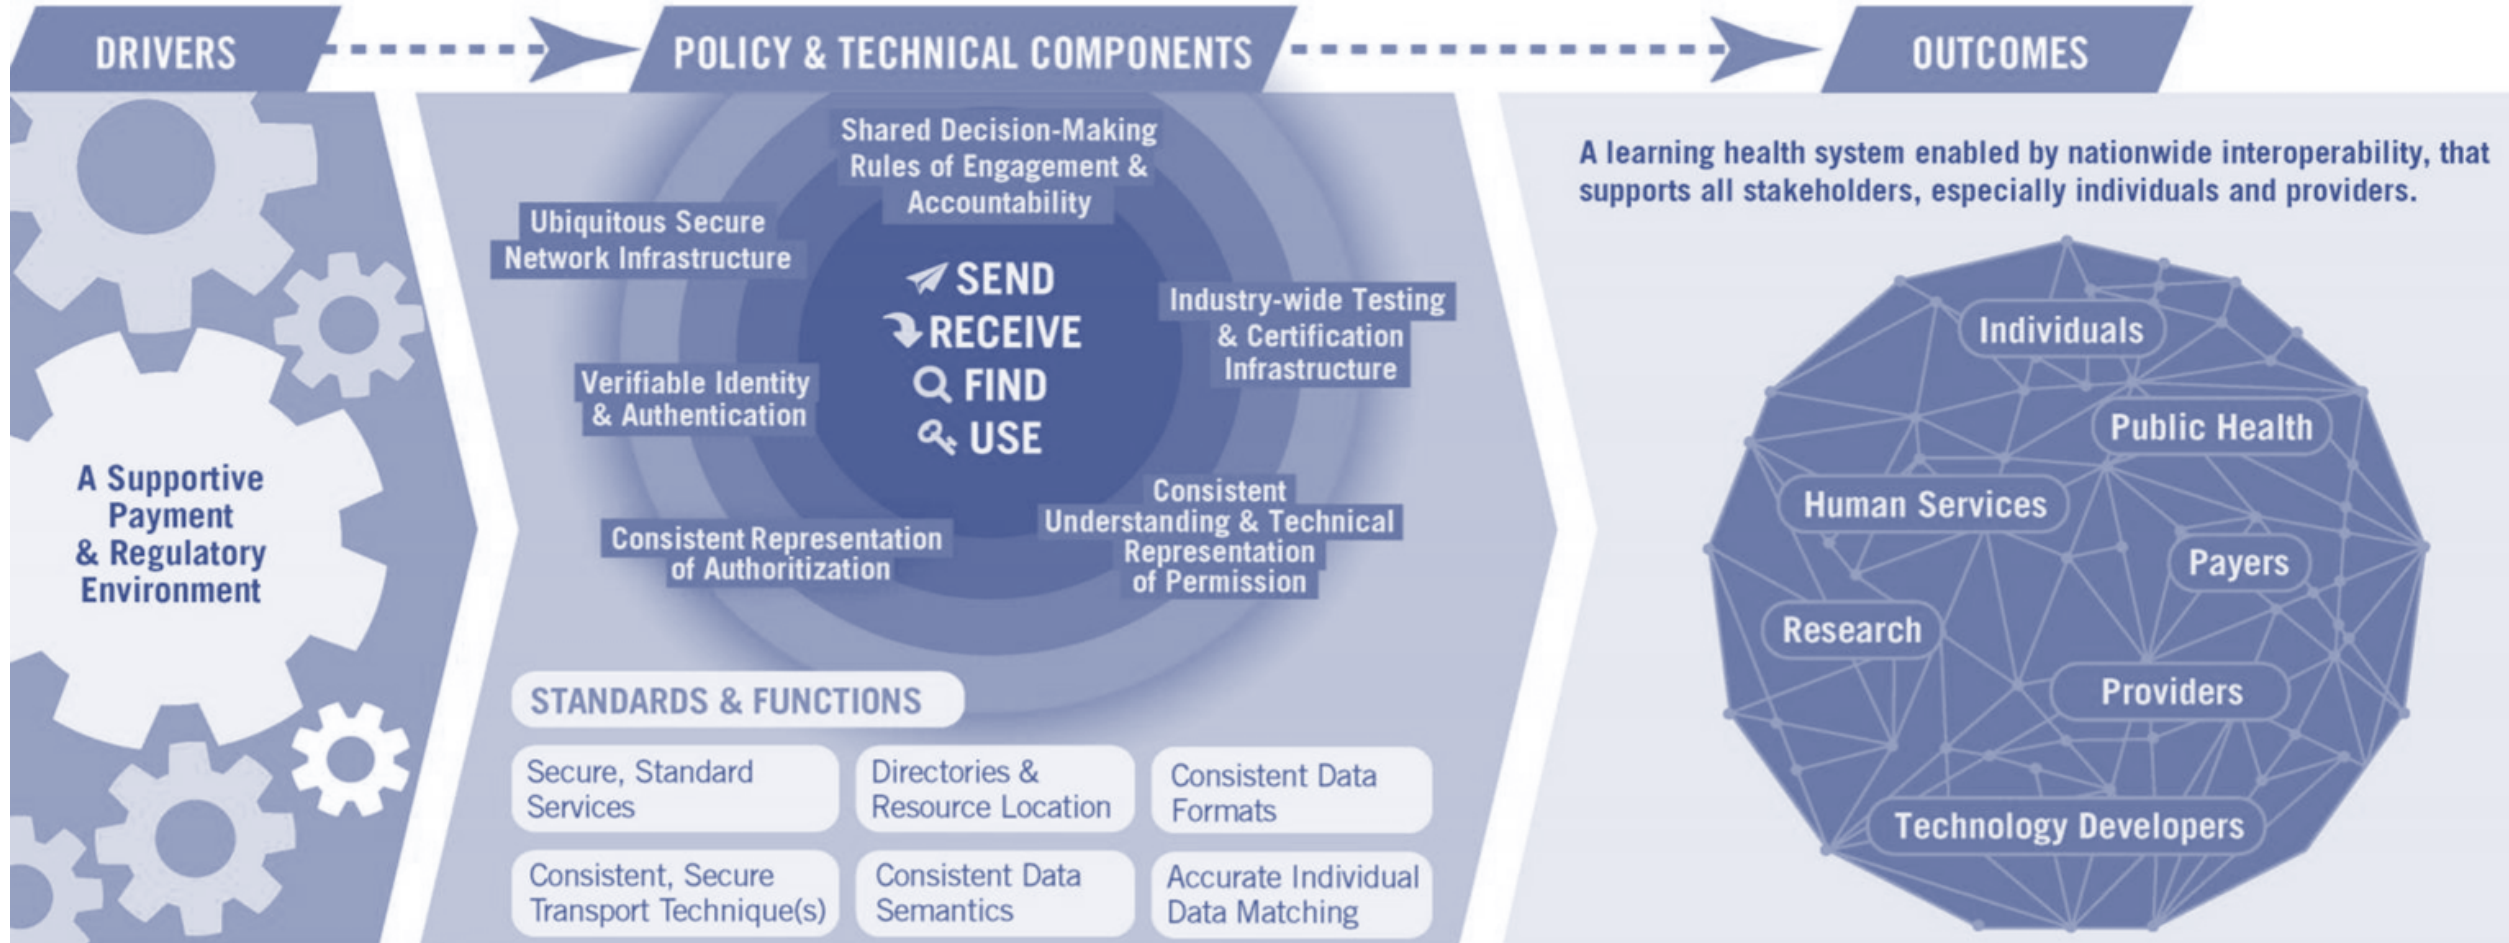 DRIVERS
POLICY & TECHNICAL COMPONENTS
OUTCOMES
A Supportive
Payment
& Regulatory
Environment
Shared Decision-Making
Rules of Engagement &
Accountability
Ubiquitous Secure
Network Infrastructure
Verifiable Identity
& Authentication
Consistent Representation
of Authoritization
SEND
RECEIVE
FIND
USE
Industry-wide Testing
& Certification
Infrastructure
Consistent
Understanding & Technical
Representation
of Permission
STANDARDS & FUNCTIONS
Secure, Standard
Services
Directories &
Resource Location
Consistent Data
Formats
Consistent, Secure
Transport Technique(s)
Consistent Data
Semantics
Accurate Individual
Data Matching
A learning health system enabled by nationwide interoperability, that
supports all stakeholders, especially individuals and providers.
Individuals
Public Health
Human Services
Payers
Research
Providers
Technology Developers